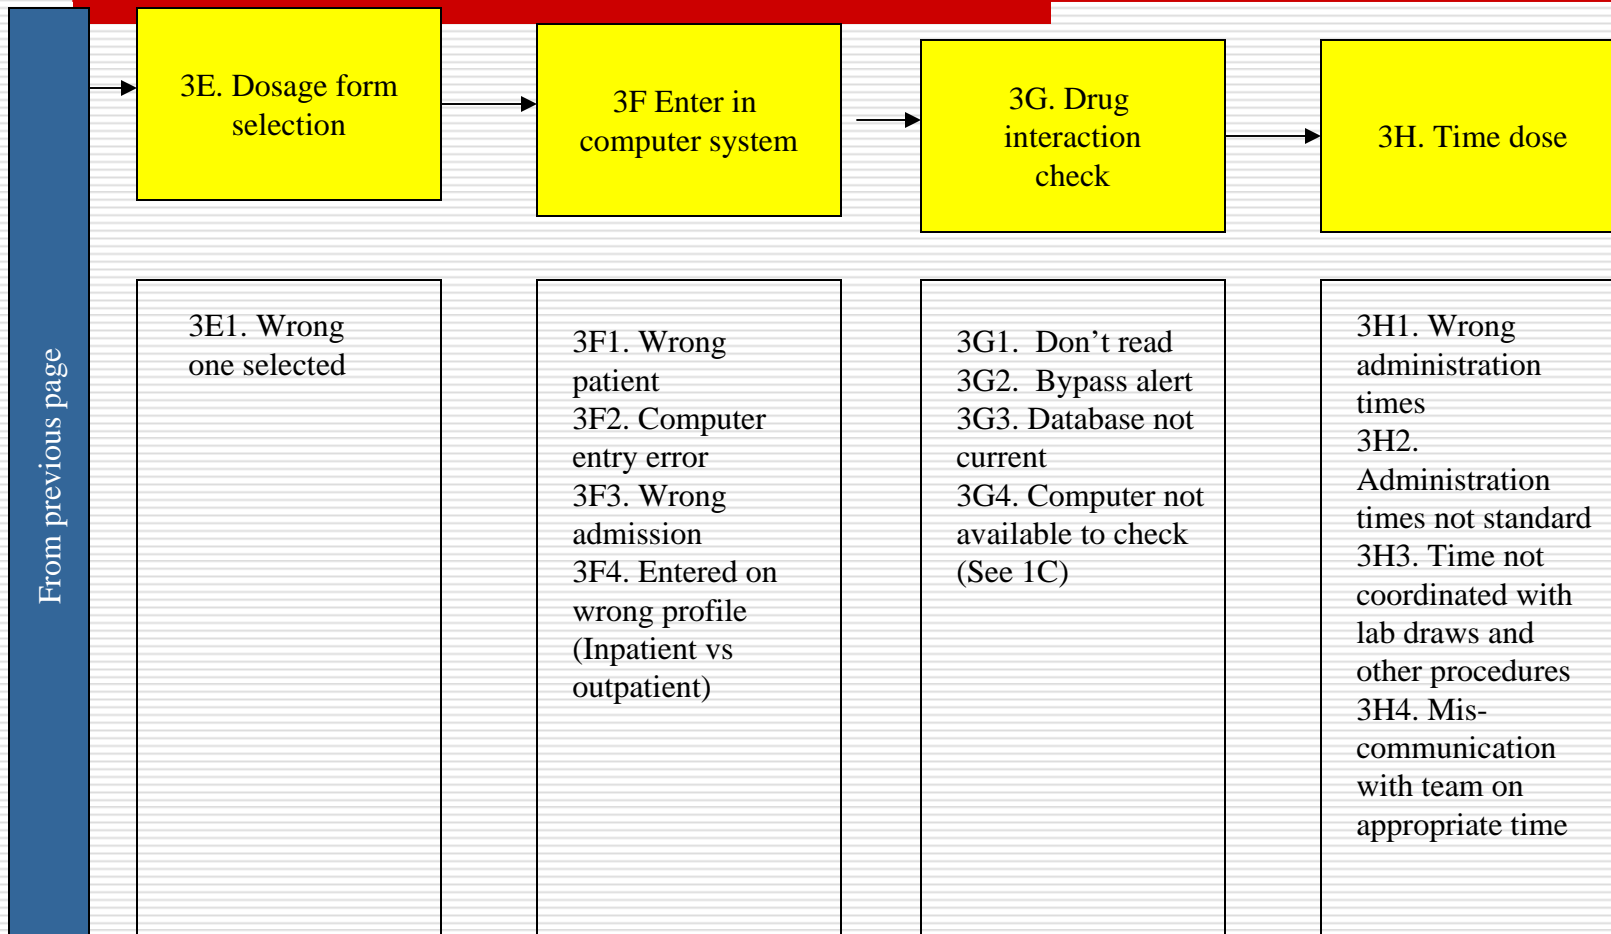 From previous page
3E. Dosage form
selection
3F Enter in
computer system
3G. Drug
interaction
check
3H. Time dose
3E1. Wrong
one selected
3F1. Wrong
patient
3F2. Computer
entry error
3F3. Wrong
admission
3F4. Entered on
wrong profile
(Inpatient vs
outpatient)
3G1.  Don’t read
3G2.  Bypass alert
3G3. Database not
current
3G4. Computer not
available to check
(See 1C)
3H1. Wrong
administration
times
3H2.
Administration
times not standard
3H3. Time not
coordinated with
lab draws and
other procedures
3H4. Mis-
communication
with team on
appropriate time